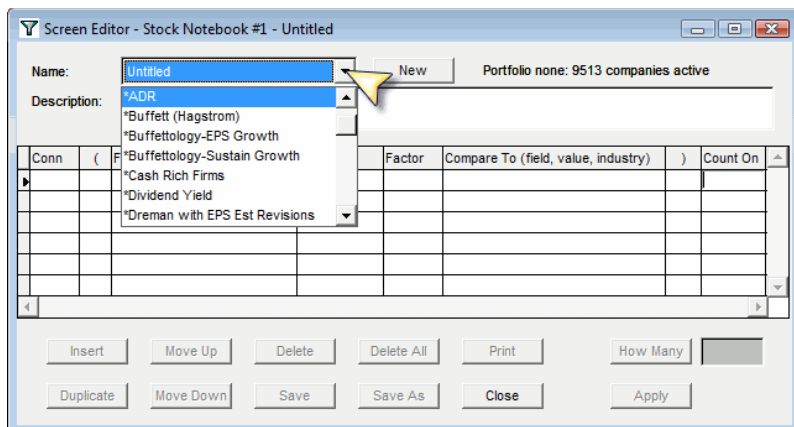 Screen Editor - Stock Notebook #1 - Untitled
Name: Untitled New Portfolio none: 9513 companies active
Description:
*ADR
*Buffett (Hagstrom)
*Buffettology-EPS Growth
*Buffettology-Sustain Growth
*Cash Rich Firms
*Dividend Yield
*Dreman with EPS Est Revisions
Conn ( F Factor Compare To (field, value, industry) ) Count On
Insert Move Up Delete Delete All Print How Many
Duplicate Move Down Save Save As Close Apply